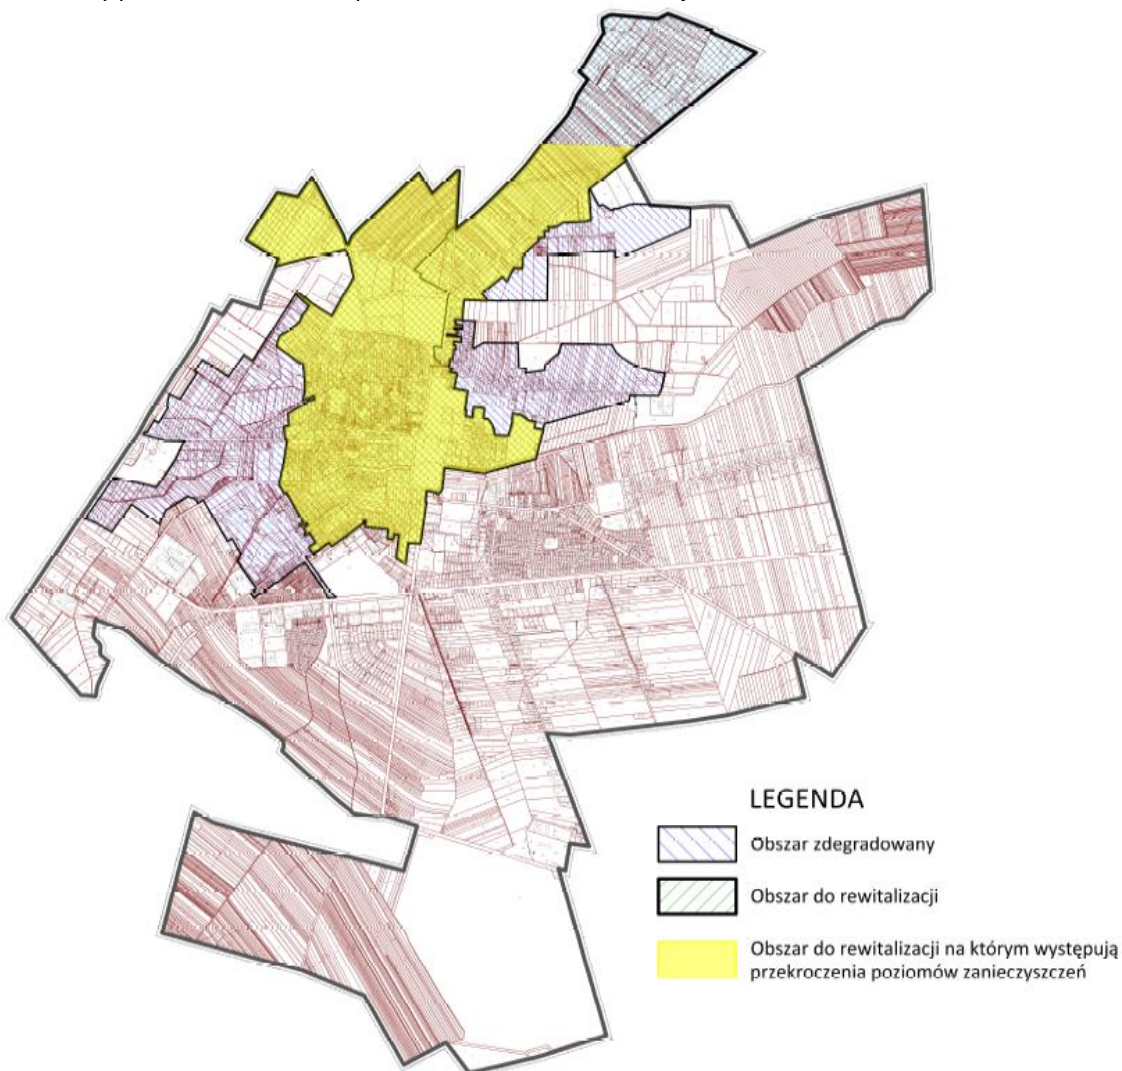 LEGENDA
Obszar zdegradowany
Obszar do rewitalizacji
Obszar do rewitalizacji na którym występują
przekroczenia poziomów zanieczyszczeń